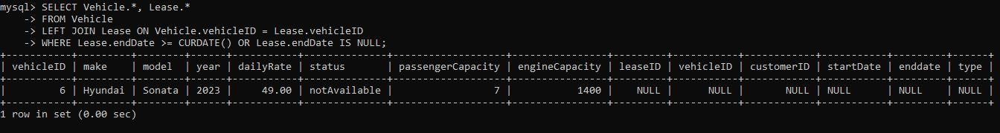 mysql> SELECT Vehicle.*, Lease.*
    -> FROM Vehicle
    -> LEFT JOIN Lease ON Vehicle.vehicleID = Lease.vehicleID
    -> WHERE Lease.endDate >= CURDATE() OR Lease.endDate IS NULL;
+-----------+---------+--------+------+-----------+--------------+-------------------+----------------+---------+-----------+------------+-----------+---------+------+
| vehicleID | make    | model  | year | dailyRate | status       | passengerCapacity | engineCapacity | leaseID | vehicleID | customerID | startDate | enddate | type |
+-----------+---------+--------+------+-----------+--------------+-------------------+----------------+---------+-----------+------------+-----------+---------+------+
|         6 | Hyundai | Sonata | 2023 |     49.00 | notAvailable |                 7 |           1400 |    NULL |      NULL |       NULL | NULL      | NULL    | NULL |
+-----------+---------+--------+------+-----------+--------------+-------------------+----------------+---------+-----------+------------+-----------+---------+------+
1 row in set (0.00 sec)